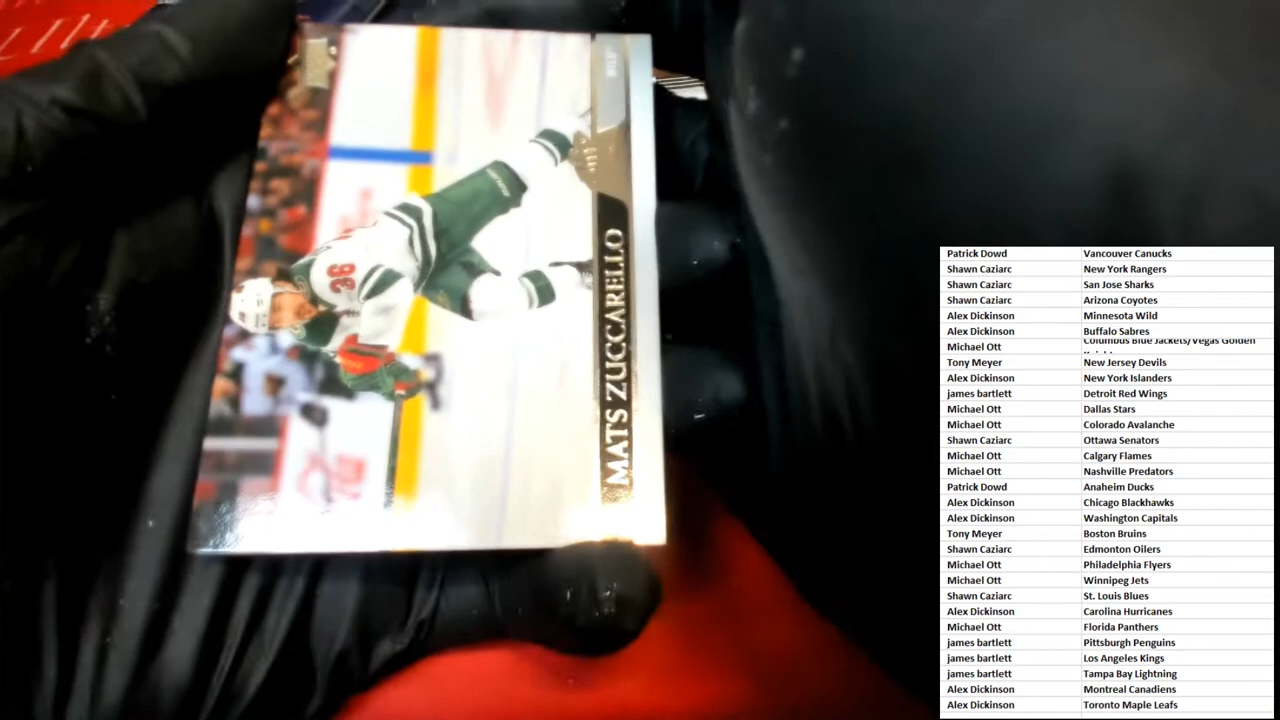 MATS ZUCCARELLO
36
Patrick Dowd Vancouver Canucks
Shawn Caziarc New York Rangers
Shawn Caziarc San Jose Sharks
Shawn Caziarc Arizona Coyotes
Alex Dickinson Minnesota Wild
Alex Dickinson Buffalo Sabres
Michael Ott Columbus Blue Jackets/Vegas Golden
Tony Meyer New Jersey Devils
Alex Dickinson New York Islanders
james bartlett Detroit Red Wings
Michael Ott Dallas Stars
Michael Ott Colorado Avalanche
Shawn Caziarc Ottawa Senators
Michael Ott Calgary Flames
Michael Ott Nashville Predators
Patrick Dowd Anaheim Ducks
Alex Dickinson Chicago Blackhawks
Alex Dickinson Washington Capitals
Tony Meyer Boston Bruins
Shawn Caziarc Edmonton Oilers
Michael Ott Philadelphia Flyers
Michael Ott Winnipeg Jets
Shawn Caziarc St. Louis Blues
Alex Dickinson Carolina Hurricanes
Michael Ott Florida Panthers
james bartlett Pittsburgh Penguins
james bartlett Los Angeles Kings
james bartlett Tampa Bay Lightning
Alex Dickinson Montreal Canadiens
Alex Dickinson Toronto Maple Leafs